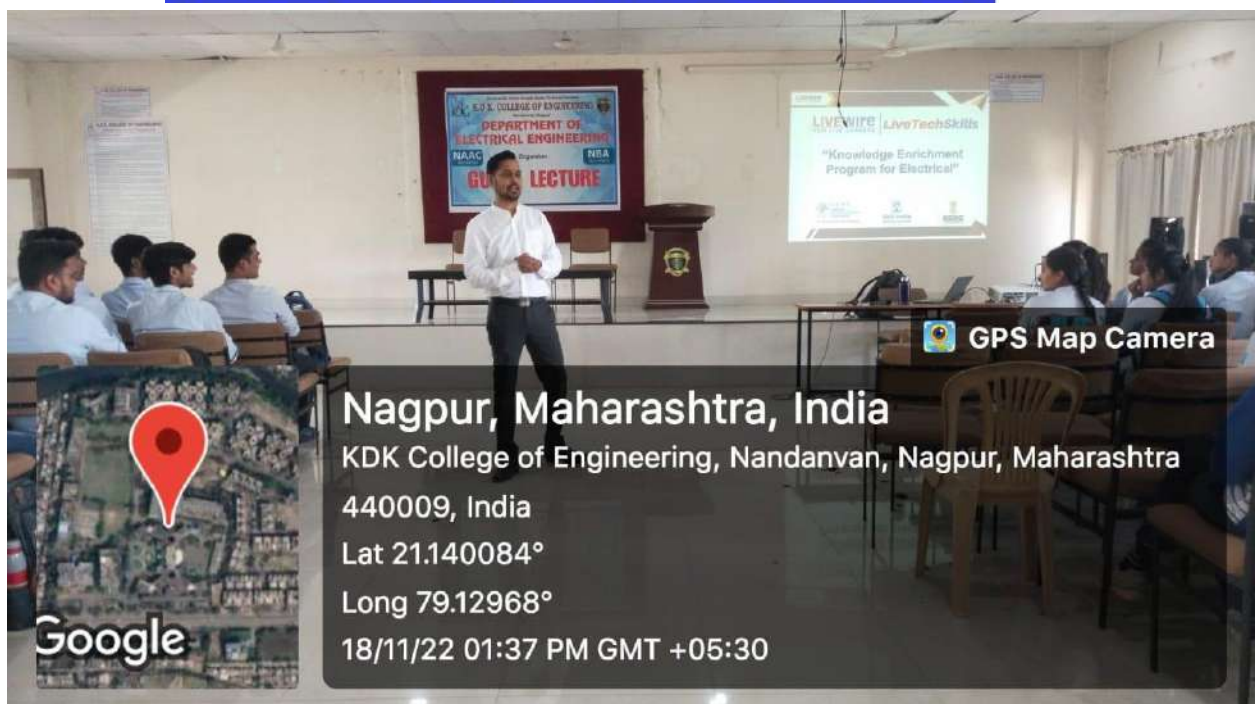 K.D.K. COLLEGE OF ENGINEERING
DEPARTMENT OF
ELECTRICAL ENGINEERING
NAAC
Organises
NBA
LECTURE
LIVEWIRE LiveTechSkills
"Knowledge Enrichment
Program for Electrical"
GPS Map Camera
Nagpur, Maharashtra, India
KDK College of Engineering, Nandanvan, Nagpur, Maharashtra
440009, India
Lat 21.140084°
Long 79.12968°
18/11/22 01:37 PM GMT +05:30
Google